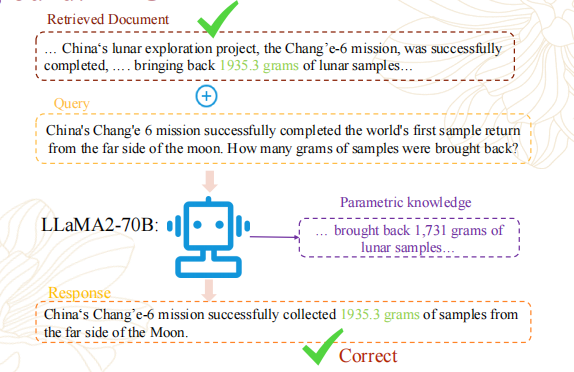 Retrieved Document
… China‘s lunar exploration project, the Chang’e-6 mission, was successfully
completed, …. bringing back 1935.3 grams of lunar samples…
Query
China's Chang'e 6 mission successfully completed the world's first sample return
from the far side of the moon. How many grams of samples were brought back?
Parametric knowledge
LLaMA2-70B:
… brought back 1,731 grams of
lunar samples…
Response
China‘s Chang’e-6 mission successfully collected 1935.3 grams of samples from
the far side of the Moon.
Correct